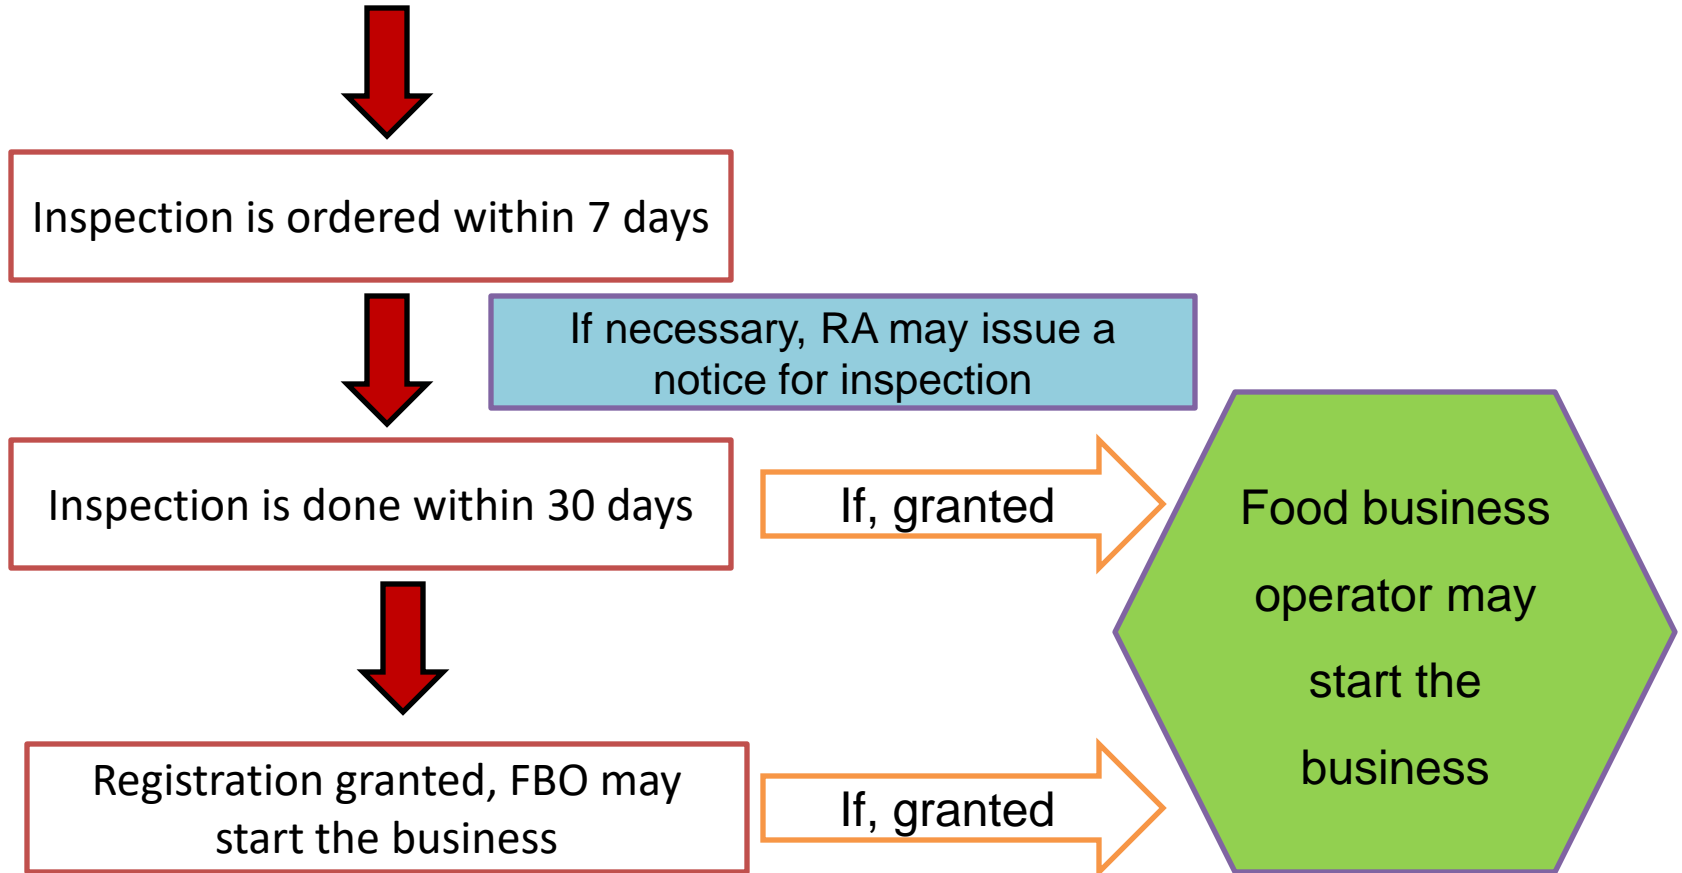 Inspection is ordered within 7 days
If necessary, RA may issue a
notice for inspection
Inspection is done within 30 days
If, granted
Food business
operator may
start the
business
Registration granted, FBO may
start the business
If, granted